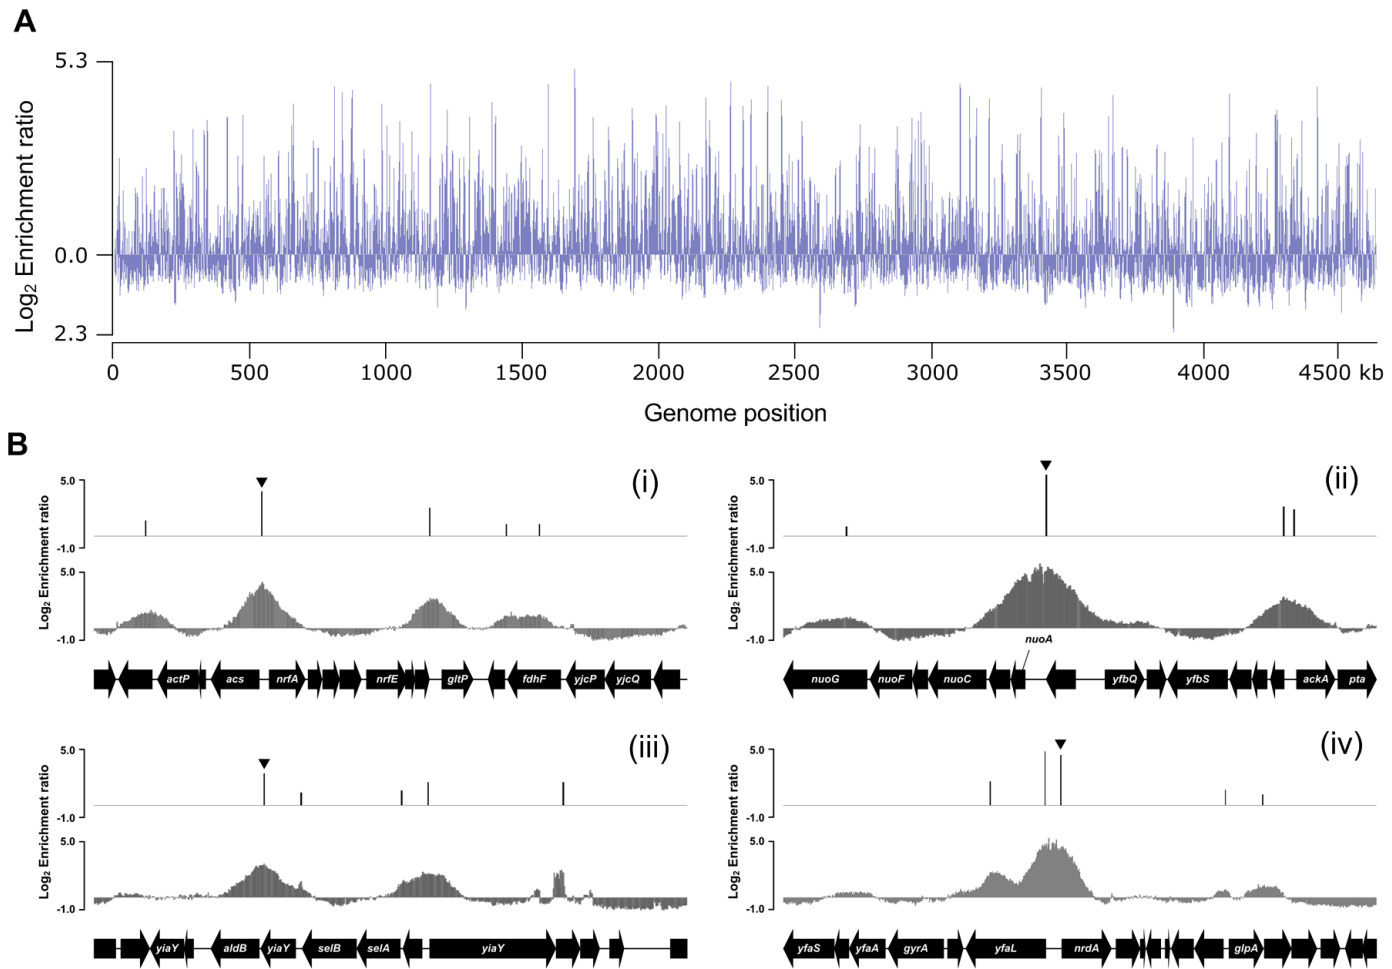 A
5.3
0.0
2.3
Log2 Enrichment ratio
0 500 1000 1500 2000 2500 3000 3500 4000 4500 kb
Genome position
B
(i)
5.0
-1.0
Log2 Enrichment ratio
5.0
-1.0
Log2 Enrichment ratio
actP acs nrfA nrfE gltP fdhF yjcP yjcQ
(ii)
5.0
-1.0
Log2 Enrichment ratio
5.0
-1.0
Log2 Enrichment ratio
nuoA
nuoG nuoF nuoC yfbQ yfbS ackA pta
(iii)
5.0
-1.0
Log2 Enrichment ratio
5.0
-1.0
Log2 Enrichment ratio
yiaY aldB yiaY selB selA yiaY
(iv)
5.0
-1.0
Log2 Enrichment ratio
5.0
-1.0
Log2 Enrichment ratio
yfaS yfaA gyrA yfaL nrdA glpA